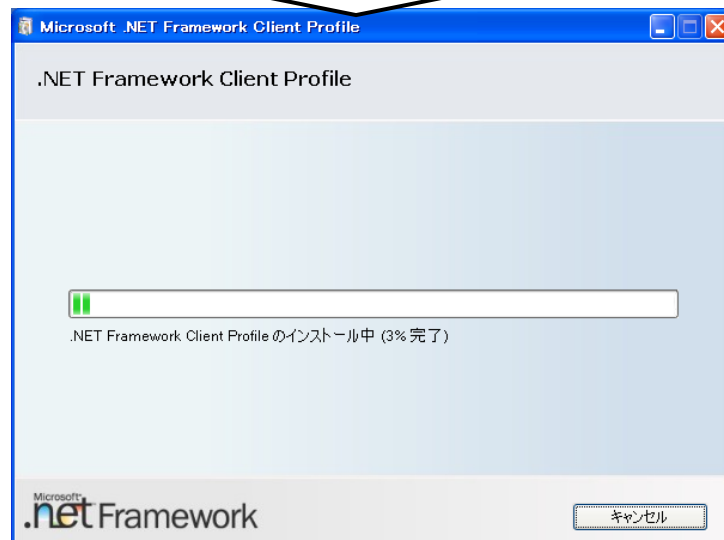 Microsoft .NET Framework Client Profile
.NET Framework Client Profile
.NET Framework Client Profile のインストール中 (3% 完了)
Microsoft
.net Framework
キャンセル